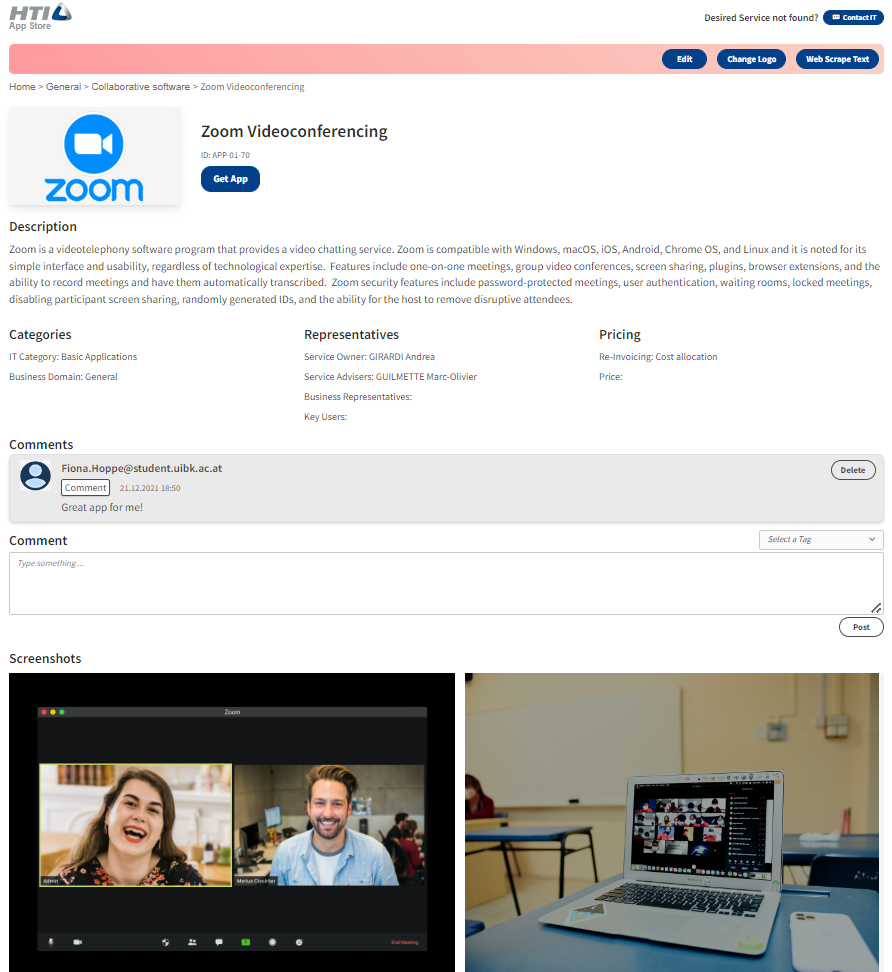 HTI
App Store
Desired Service not found?
Contact IT
Edit
Change Logo
Web Scrape Text
Home > General > Collaborative software > Zoom Videoconferencing
zoom
Zoom Videoconferencing
ID: APP-01-70
Get App
Description
Zoom is a videotelephony software program that provides a video chatting service. Zoom is compatible with Windows, macOS, iOS, Android, Chrome OS, and Linux and it is noted for its
simple interface and usability, regardless of technological expertise. Features include one-on-one meetings, group video conferences, screen sharing, plugins, browser extensions, and the
ability to record meetings and have them automatically transcribed. Zoom security features include password-protected meetings, user authentication, waiting rooms, locked meetings,
disabling participant screen sharing, randomly generated IDs, and the ability for the host to remove disruptive attendees.
Categories
IT Category: Basic Applications
Business Domain: General
Representatives
Service Owner: GIRARDI Andrea
Service Advisers: GUILMETTE Marc-Olivier
Business Representatives:
Key Users:
Pricing
Re-Invoicing: Cost allocation
Price:
Comments
Fiona.Hoppe@student.uibk.ac.at
Delete
Comment
21.12.2021 18:50
Great app for me!
Comment
Select a Tag
Type something ...
Post
Screenshots
Zoom
Admin
End Meeting